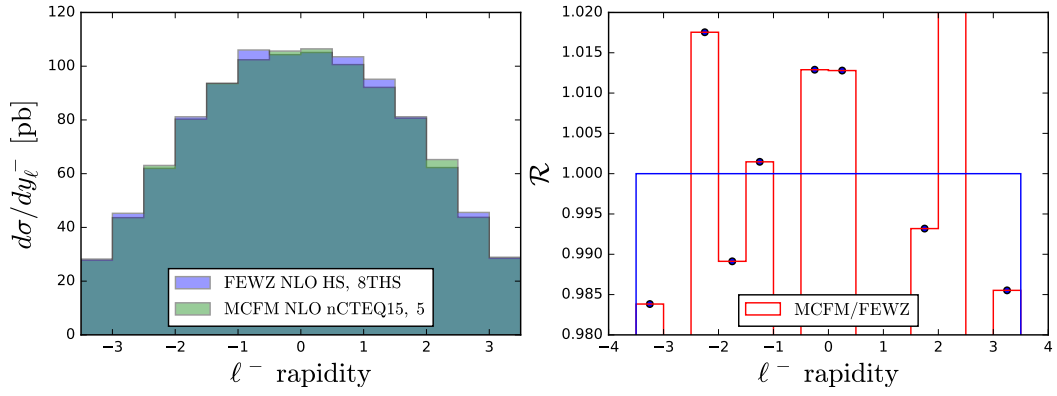 120
100
80
60
40
20
0
dσ/dy_ℓ^- [pb]
FEWZ NLO HS, 8THS
MCFM NLO nCTEQ15, 5
−3 −2 −1 0 1 2 3
ℓ^- rapidity
1.020
1.015
1.010
1.005
1.000
0.995
0.990
0.985
0.980
ℛ
MCFM/FEWZ
−4 −3 −2 −1 0 1 2 3 4
ℓ^- rapidity